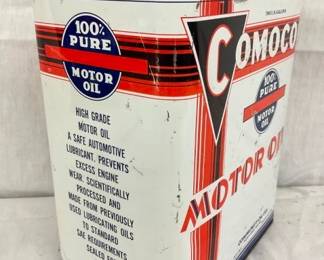 100%
PURE
MOTOR
OIL
HIGH GRADE
MOTOR OIL
A SAFE AUTOMOTIVE
LUBRICANT. PREVENTS
EXCESS ENGINE
WEAR. SCIENTIFICALLY
PROCESSED AND
MADE FROM PREVIOUSLY
USED LUBRICATING OILS
TO STANDARD
SAE REQUIREMENTS
SEALED
COMOCO
100%
PURE
MOTOR
OIL
MOTOR OIL